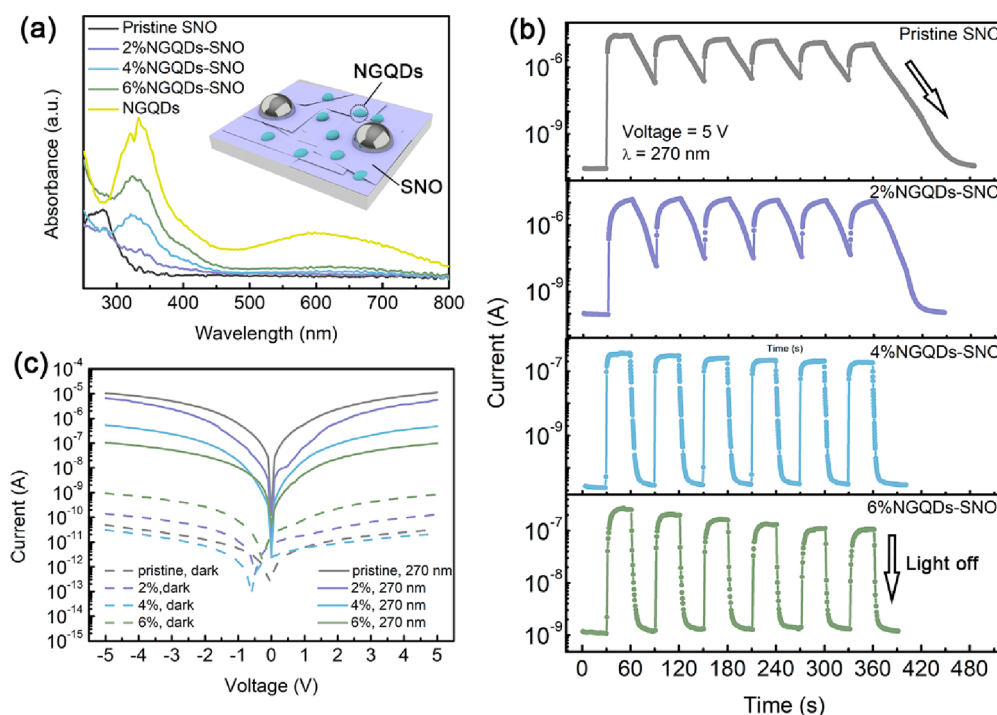 (a)
Pristine SNO
2%NGQDs-SNO
4%NGQDs-SNO
6%NGQDs-SNO
NGQDs
NGQDs
SNO
Absorbance (a.u.)
300 400 500 600 700 800
Wavelength (nm)
(b)
Pristine SNO
10⁻⁶
10⁻⁹
Voltage = 5 V
λ = 270 nm
2%NGQDs-SNO
10⁻⁶
10⁻⁹
4%NGQDs-SNO
Time (s)
10⁻⁷
10⁻⁹
6%NGQDs-SNO
10⁻⁷
10⁻⁸
10⁻⁹
Light off
Current (A)
0 60 120 180 240 300 360 420 480
Time (s)
(c)
10⁻⁴
10⁻⁵
10⁻⁶
10⁻⁷
10⁻⁸
10⁻⁹
10⁻¹⁰
10⁻¹¹
10⁻¹²
10⁻¹³
10⁻¹⁴
10⁻¹⁵
Current (A)
pristine, dark
2%,dark
4%, dark
6%, dark
pristine, 270 nm
2%, 270 nm
4%, 270 nm
6%, 270 nm
-5 -4 -3 -2 -1 0 1 2 3 4 5
Voltage (V)